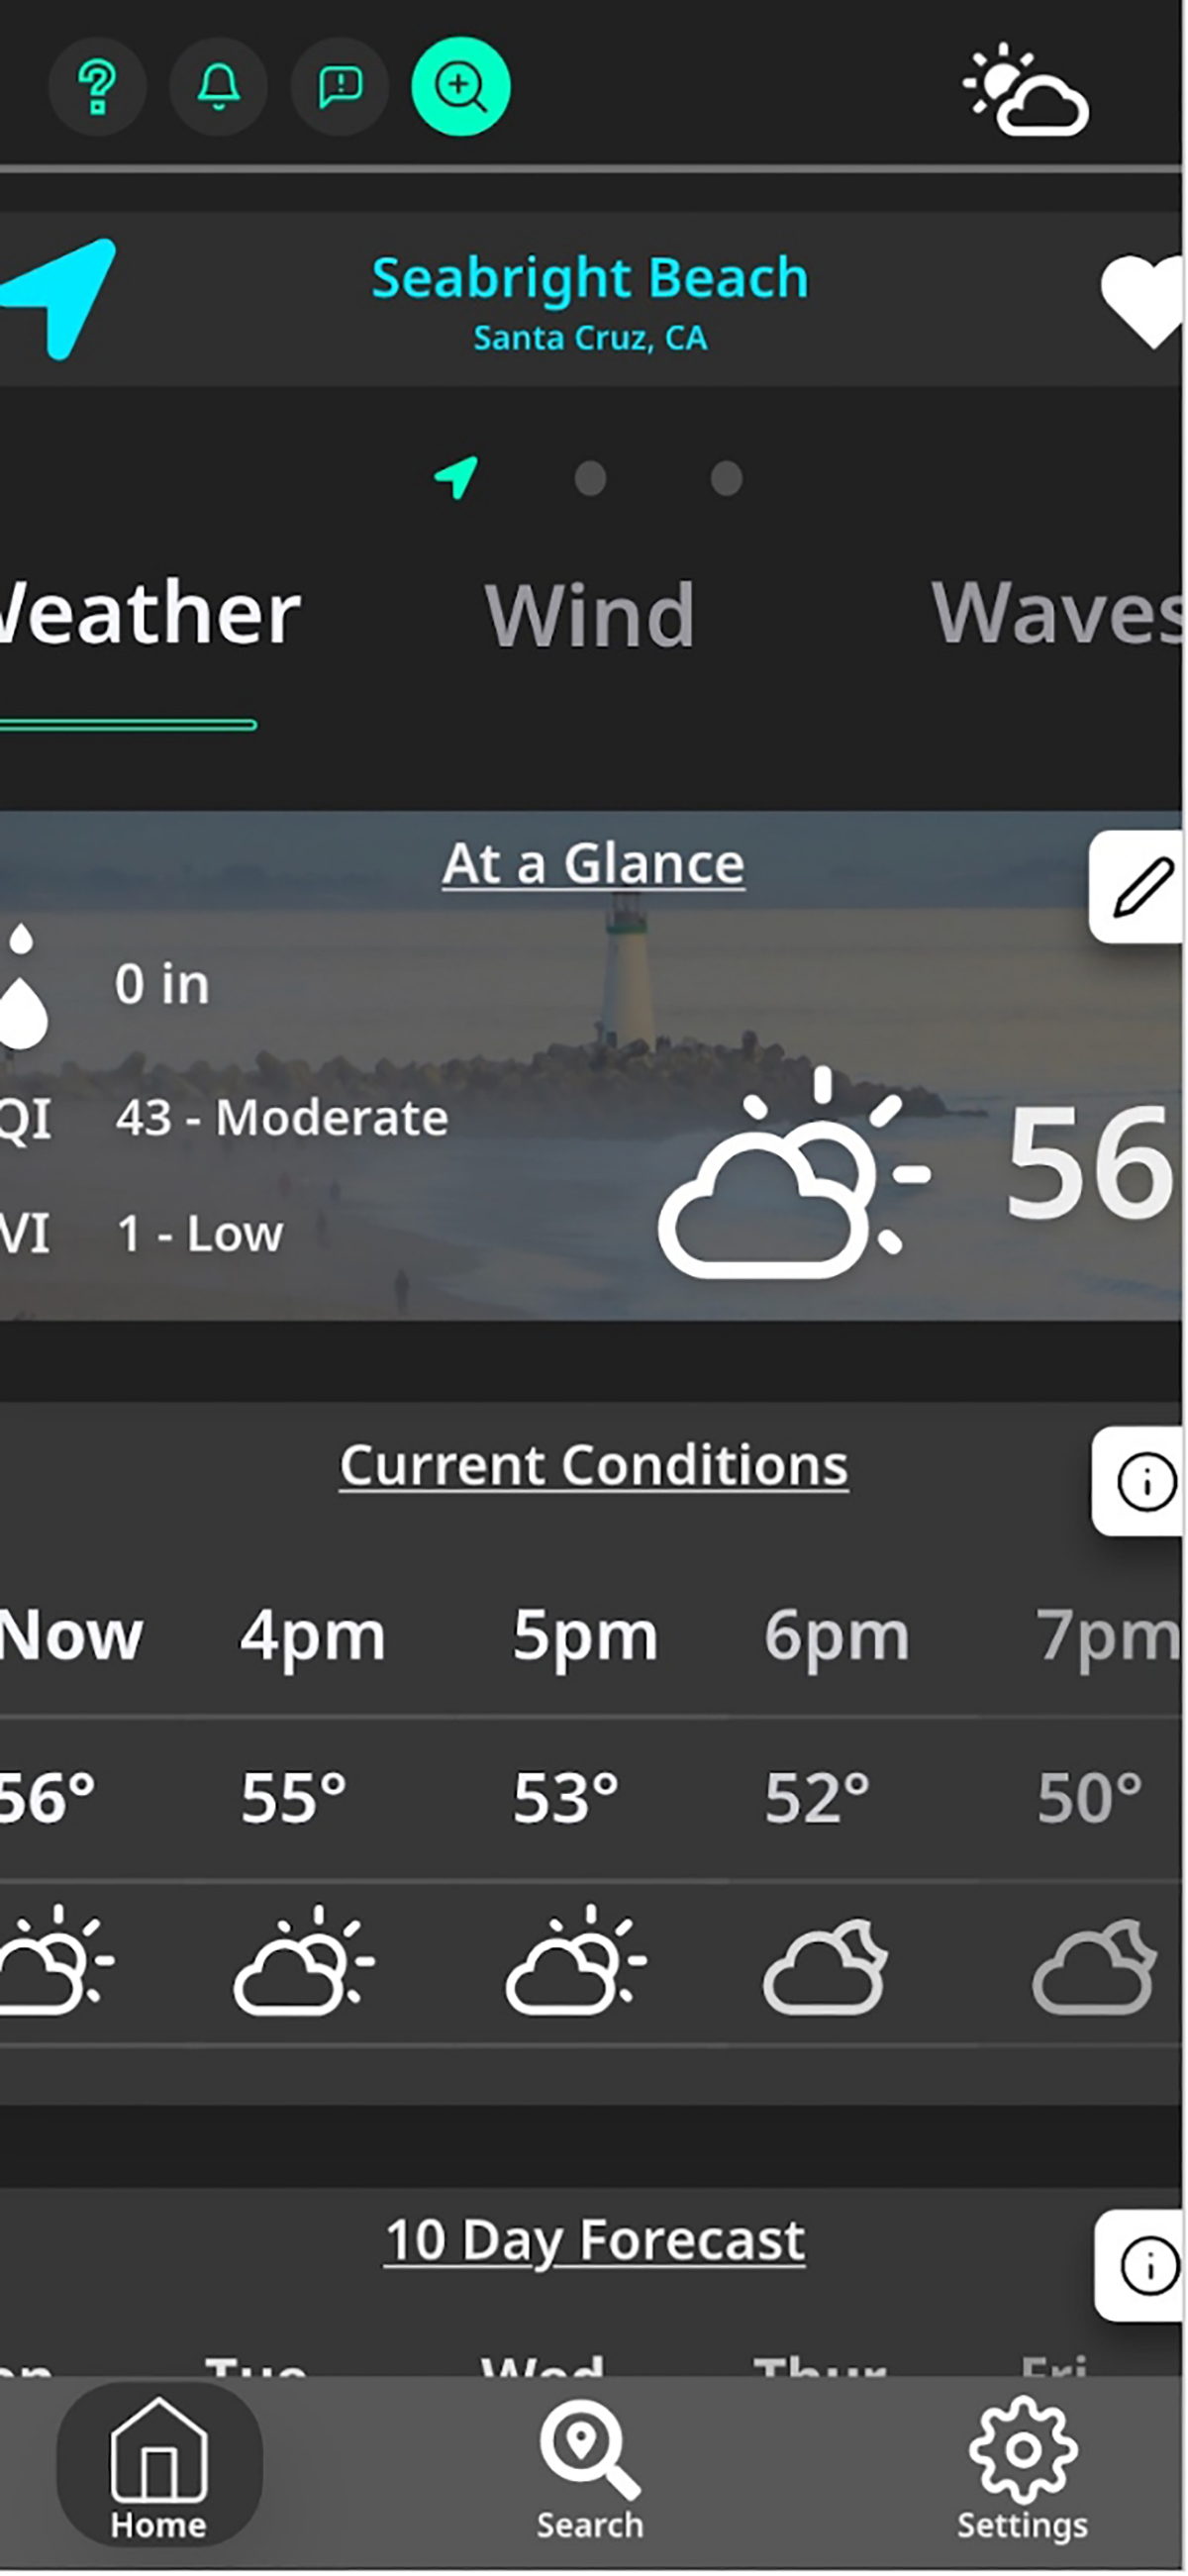 Seabright Beach
Santa Cruz, CA
Weather Wind Waves
At a Glance
0 in
QI 43 - Moderate
VI 1 - Low
56
Current Conditions
Now 4pm 5pm 6pm 7pm
56° 55° 53° 52° 50°
10 Day Forecast
Tue Wed Thur Fri
Home Search Settings